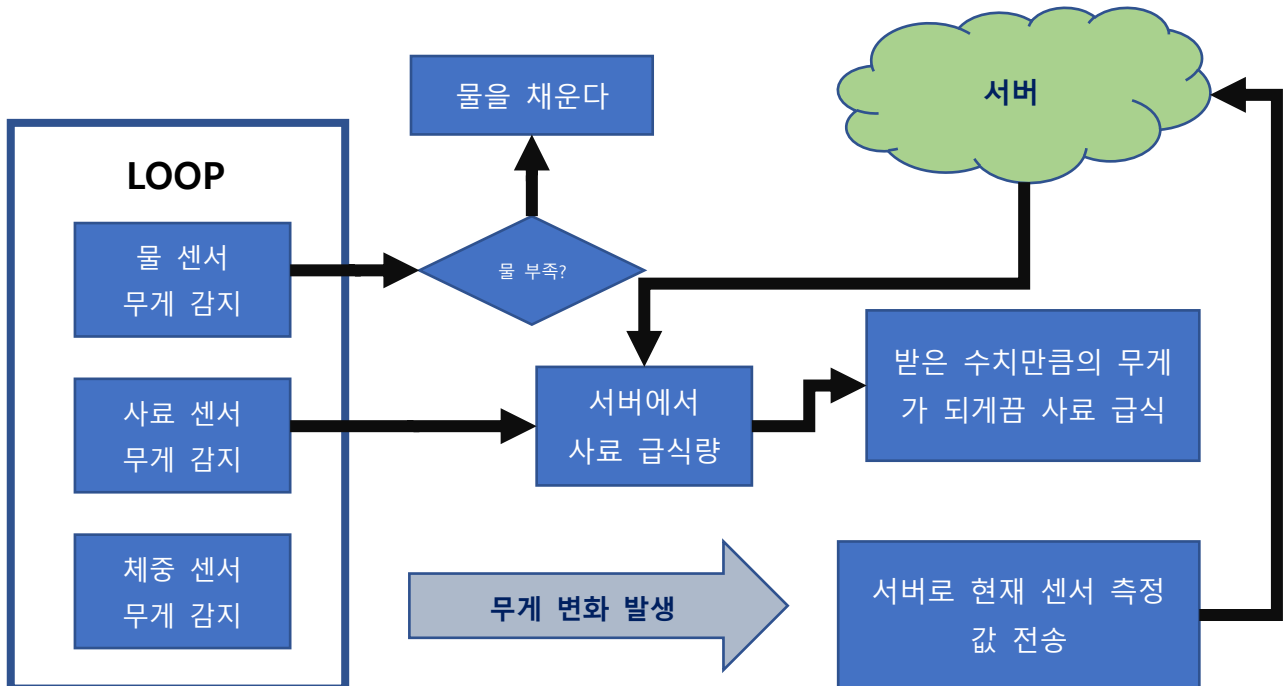 물을 채운다
서버
LOOP
물 센서
무게 감지
물 부족?
사료 센서
무게 감지
서버에서
사료 급식량
받은 수치만큼의 무게
가 되게끔 사료 급식
체중 센서
무게 감지
무게 변화 발생
서버로 현재 센서 측정
값 전송